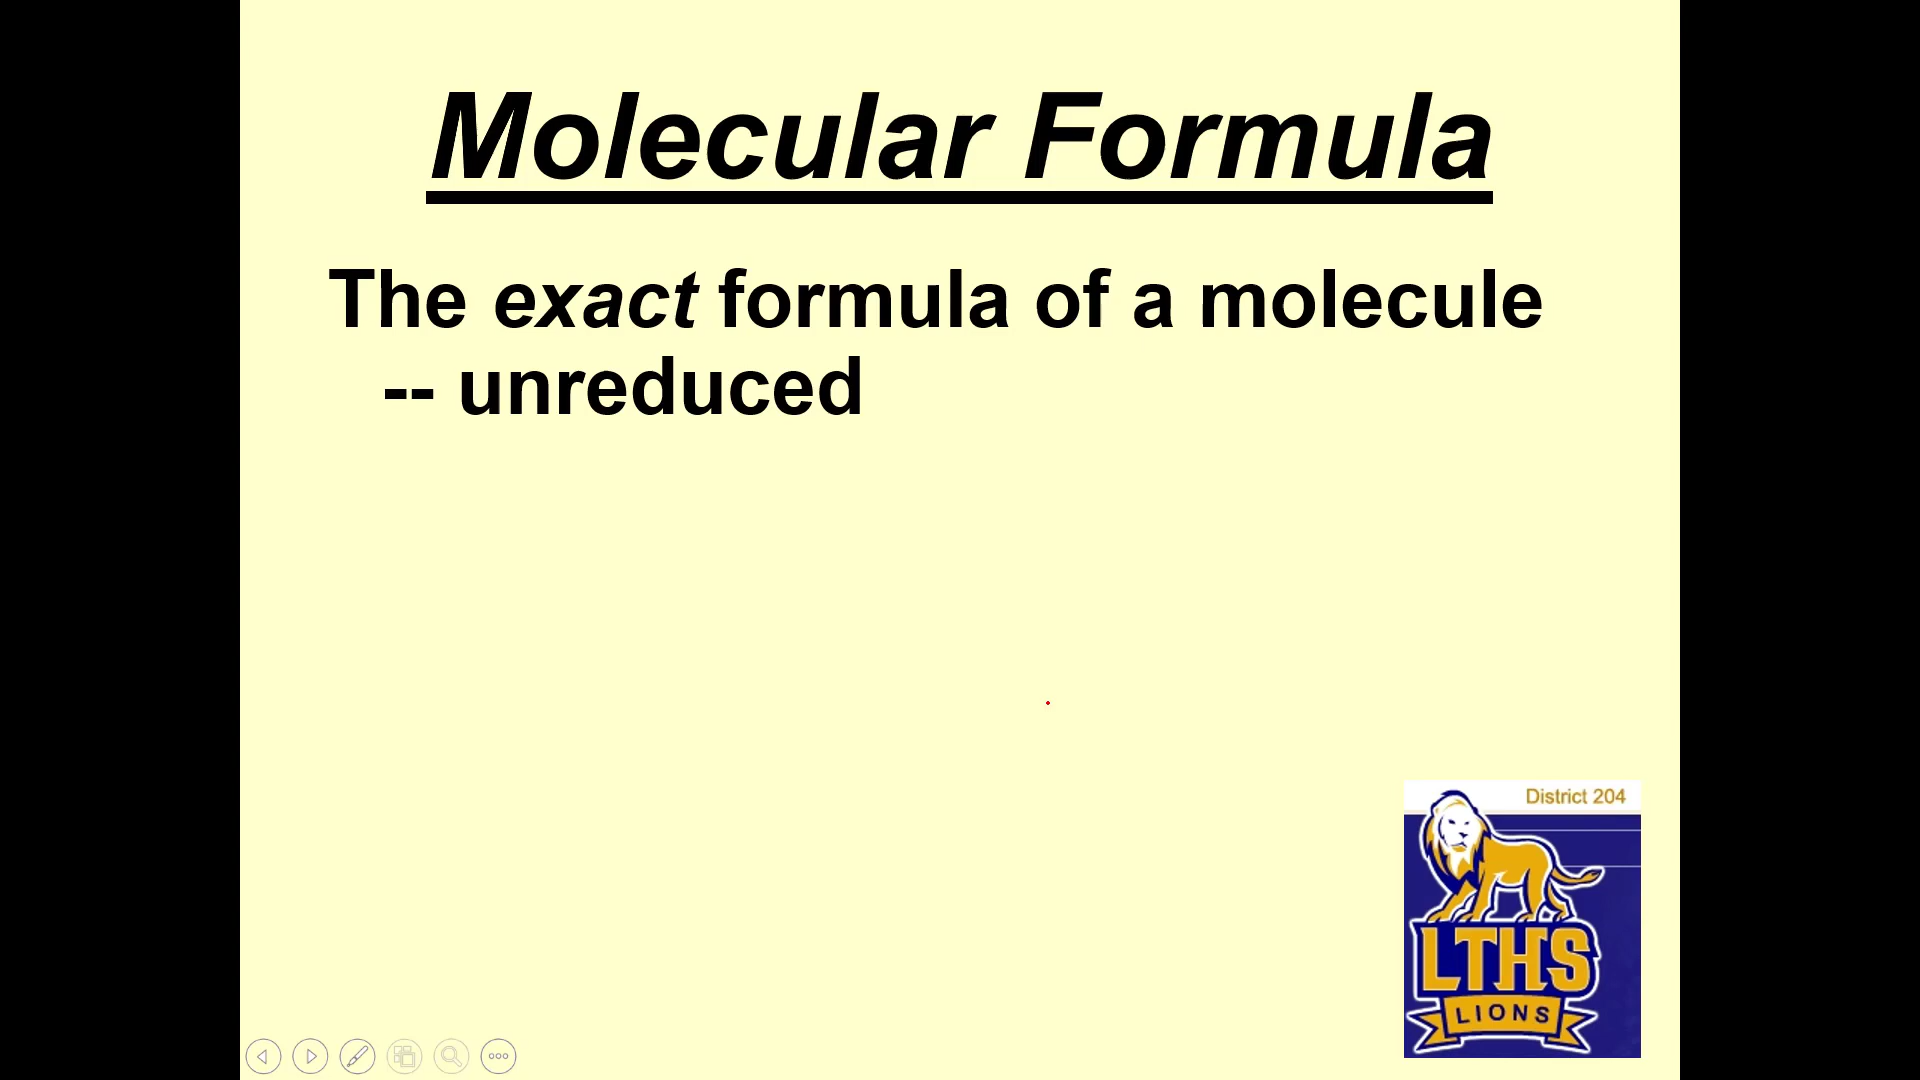 Molecular Formula
The exact formula of a molecule
-- unreduced
District 204
LTHS
LIONS